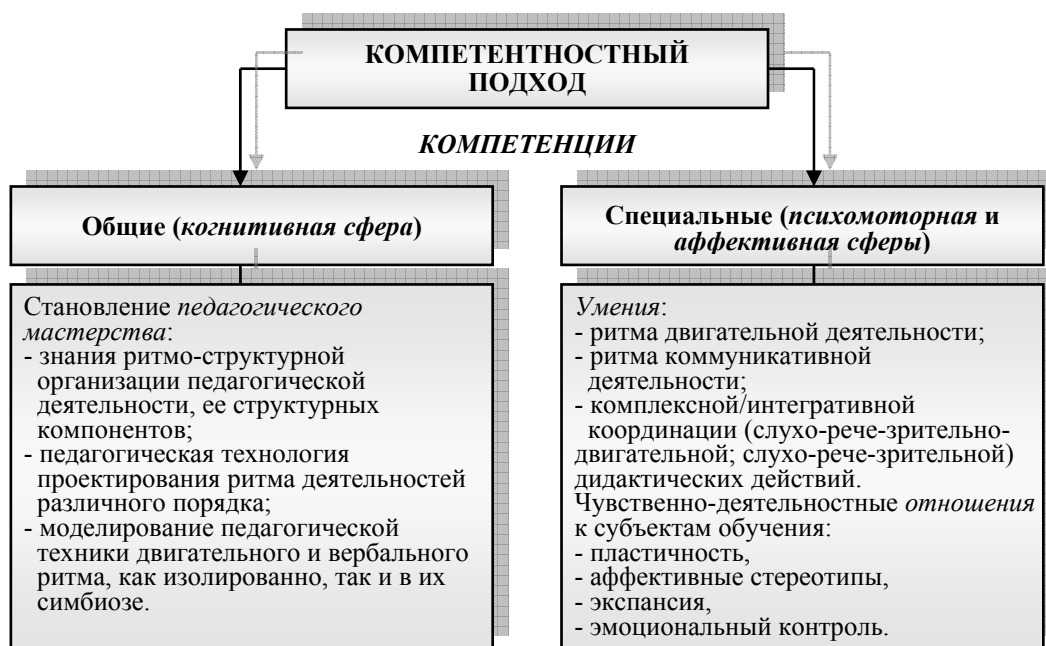 КОМПЕТЕНТНОСТНЫЙ
ПОДХОД
КОМПЕТЕНЦИИ
Общие (когнитивная сфера)
Становление педагогического
мастерства:
- знания ритмо-структурной
организации педагогической
деятельности, ее структурных
компонентов;
- педагогическая технология
проектирования ритма деятельностей
различного порядка;
- моделирование педагогической
техники двигательного и вербального
ритма, как изолированно, так и в их
симбиозе.
Специальные (психомоторная и
аффективная сферы)
Умения:
- ритма двигательной деятельности;
- ритма коммуникативной
деятельности;
- комплексной/интегративной
координации (слухо-рече-зрительно-
двигательной; слухо-рече-зрительной)
дидактических действий.
Чувственно-деятельностные отношения
к субъектам обучения:
- пластичность,
- аффективные стереотипы,
- экспансия,
- эмоциональный контроль.